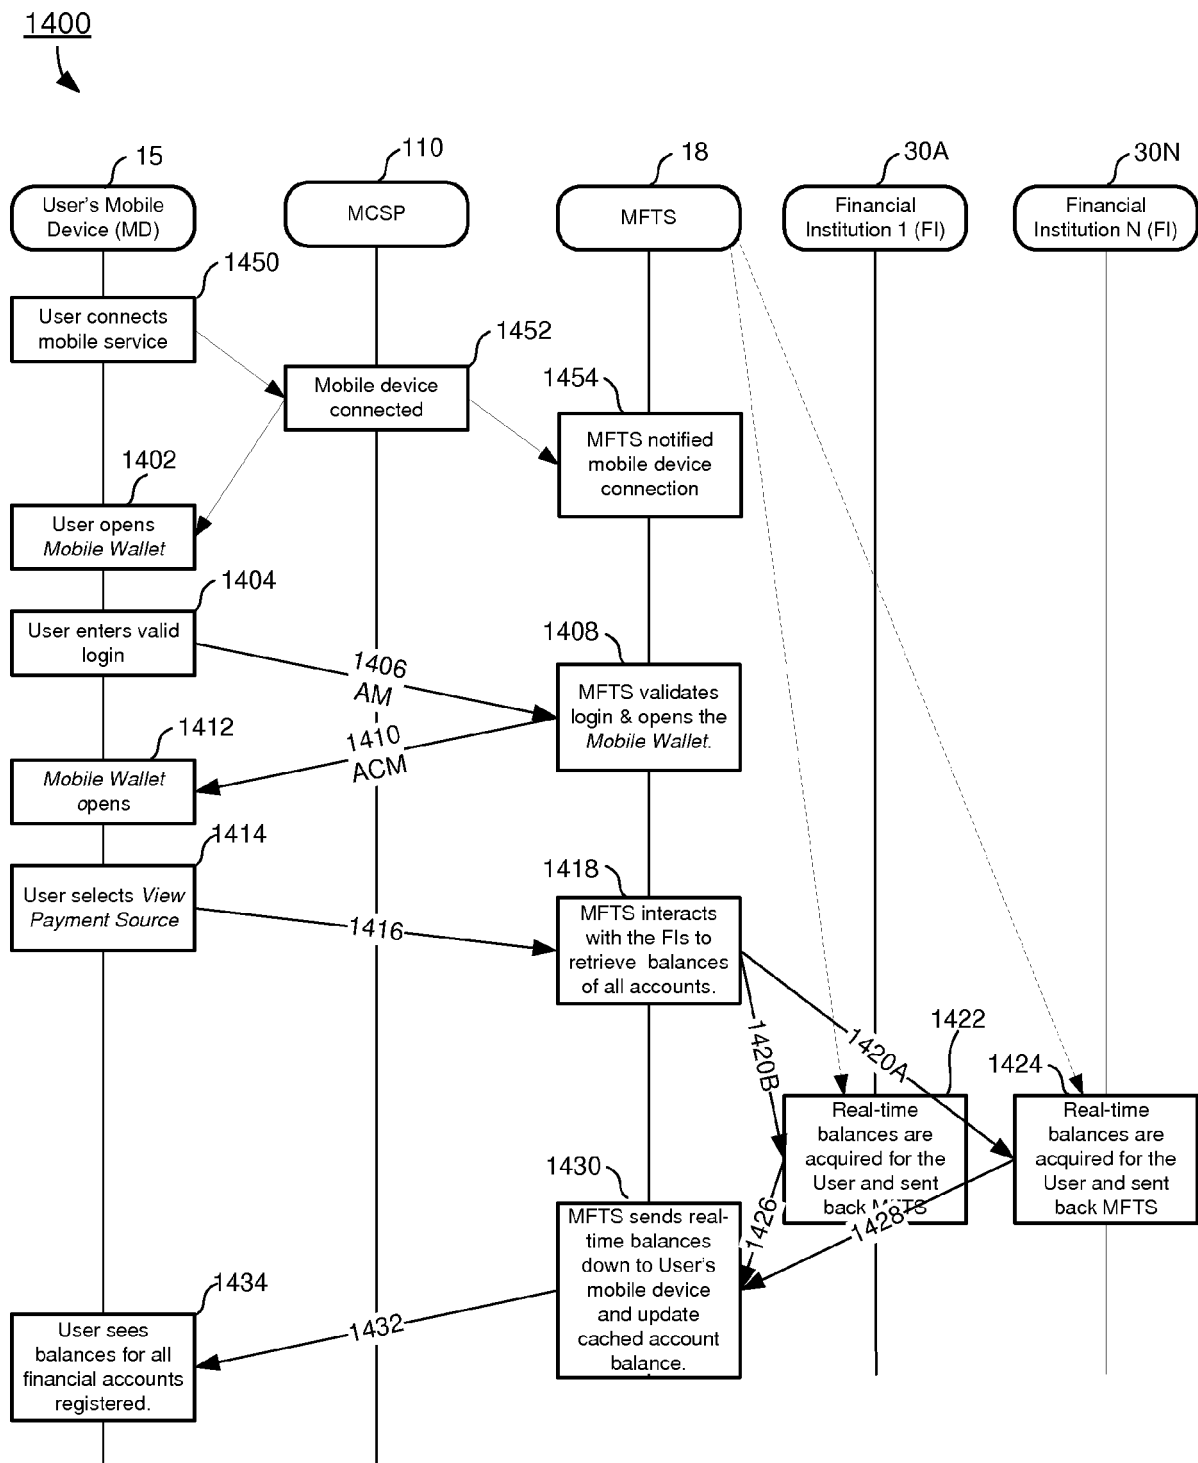 1400
15
110
18
30A
30N
User's Mobile
Device (MD)
MCSP
MFTS
Financial
Institution 1 (FI)
Financial
Institution N (FI)
1450
User connects
mobile service
1452
Mobile device
connected
1454
MFTS notified
mobile device
connection
1402
User opens
Mobile Wallet
1404
User enters valid
login
1406
AM
1408
MFTS validates
login & opens the
Mobile Wallet.
1410
ACM
1412
Mobile Wallet
opens
1414
User selects View
Payment Source
1416
1418
MFTS interacts
with the FIs to
retrieve balances
of all accounts.
1420B
1420A
1422
Real-time
balances are
acquired for the
User and sent
back MFTS
1424
Real-time
balances are
acquired for the
User and sent
back MFTS
1426
1428
1430
MFTS sends real-
time balances
down to User's
mobile device
and update
cached account
balance.
1432
1434
User sees
balances for all
financial accounts
registered.